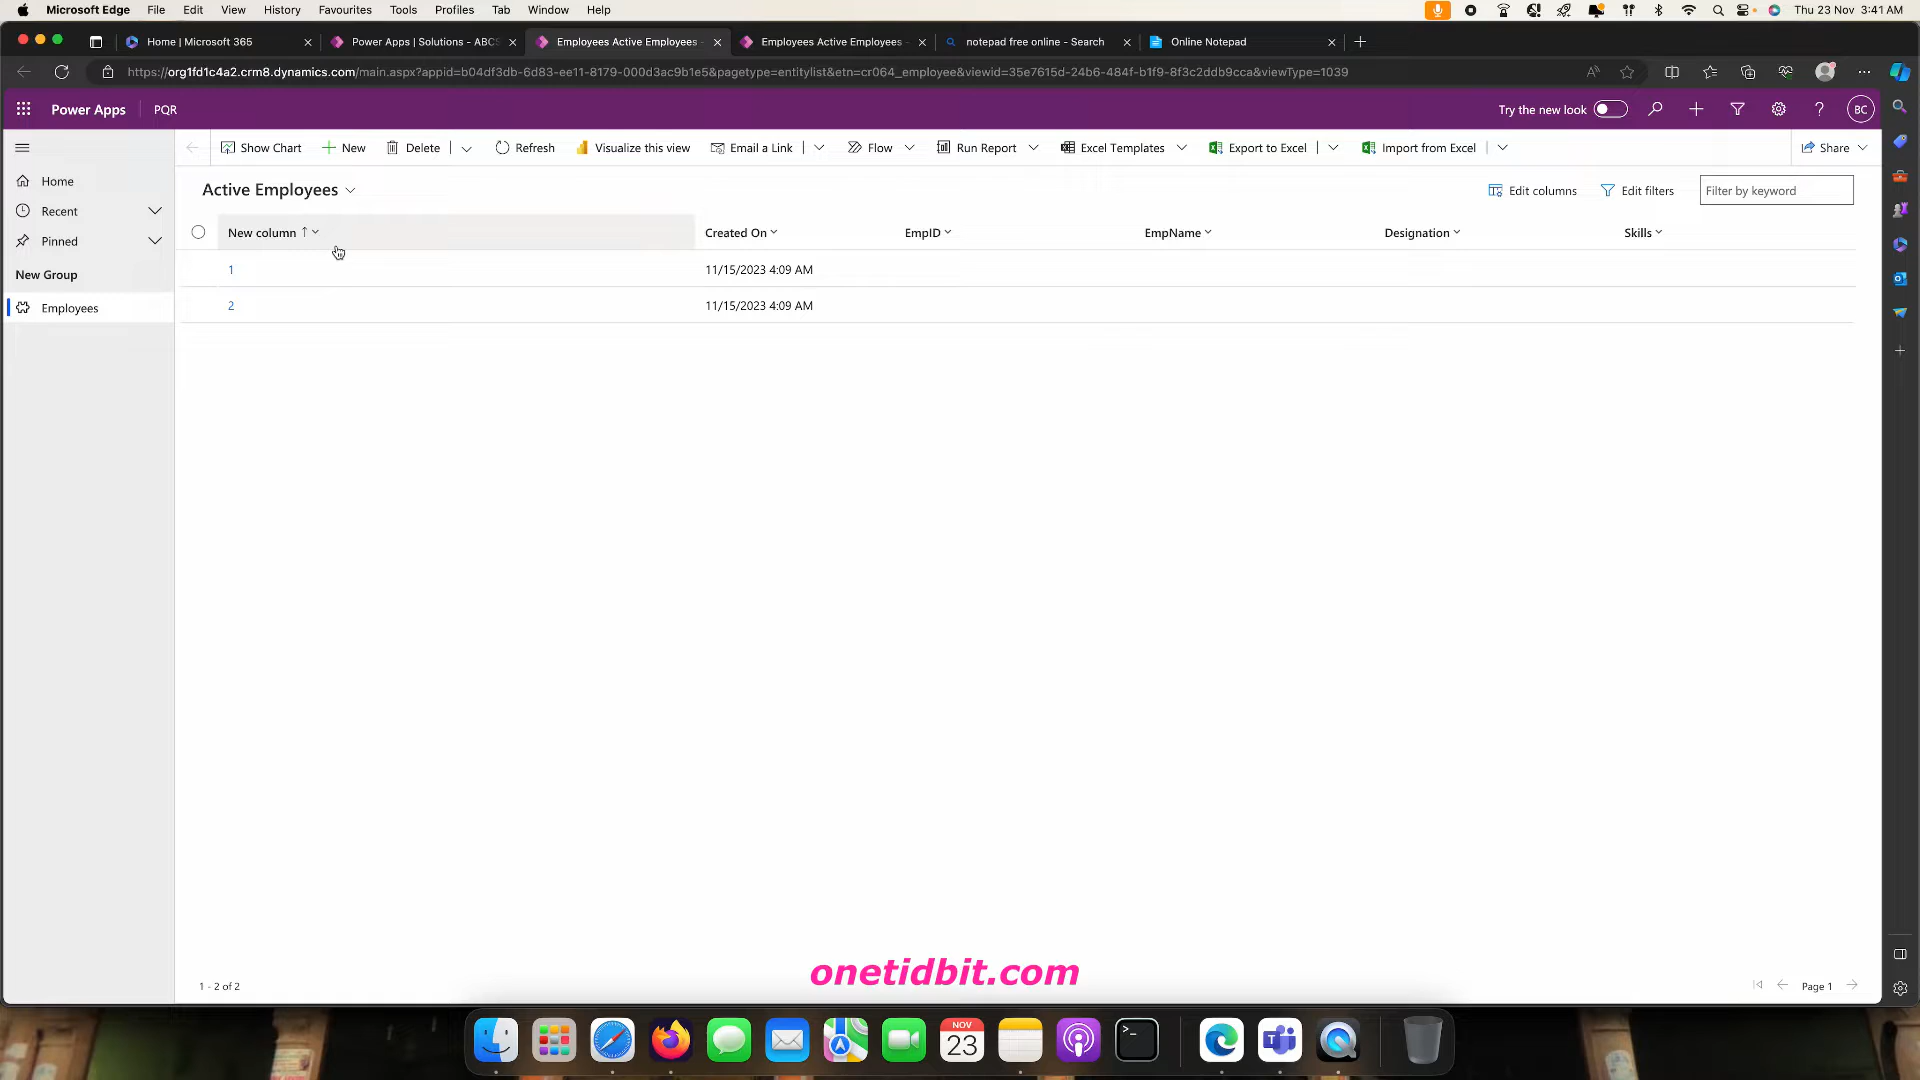 Microsoft Edge File Edit View History Favourites Tools Tab Profiles Window Help Thu 23 Nov 3:41 AM
Home | Microsoft 365
Power Apps | Solutions - ABCS
Employees Active Employees -
Employees Active Employees -
notepad free online - Search
Online Notepad
https://org1fd1c4a2.crm8.dynamics.com/main.aspx?appid=b04df3db-6d83-ee11-8179-000d3ac9b1e5&pagetype=entitylist&etn=cr064_employee&viewid=35e7615d-24b6-484f-b1f9-8f3c2ddb9cca&viewType=1039
Power Apps PQR Try the new look BC
Show Chart New Delete Refresh Visualize this view Email a Link Flow Run Report Excel Templates Export to Excel Import from Excel Share
Home
Recent
Pinned
New Group
Employees
Active Employees Edit columns Edit filters Filter by keyword
New column Created On EmpID EmpName Designation Skills
1 11/15/2023 4:09 AM
2 11/15/2023 4:09 AM
onetidbit.com
1 - 2 of 2 Page 1
NOV
23